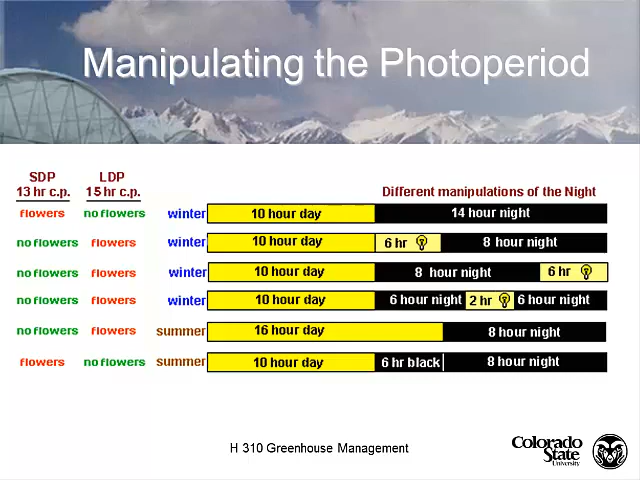 Manipulating the Photoperiod
SDP LDP
13 hr c.p. 15 hr c.p. Different manipulations of the Night
flowers no flowers winter 10 hour day 14 hour night
no flowers flowers winter 10 hour day 6 hr 8 hour night
no flowers flowers winter 10 hour day 8 hour night 6 hr
no flowers flowers winter 10 hour day 6 hour night 2 hr 6 hour night
no flowers flowers summer 16 hour day 8 hour night
flowers no flowers summer 10 hour day 6 hr black 8 hour night
H 310 Greenhouse Management
Colorado
State
University